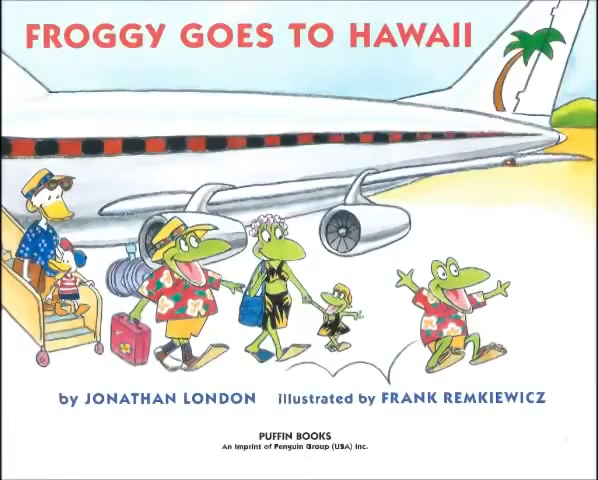 FROGGY GOES TO HAWAII
by JONATHAN LONDON illustrated by FRANK REMKIEWICZ
PUFFIN BOOKS
An Imprint of Penguin Group (USA) Inc.